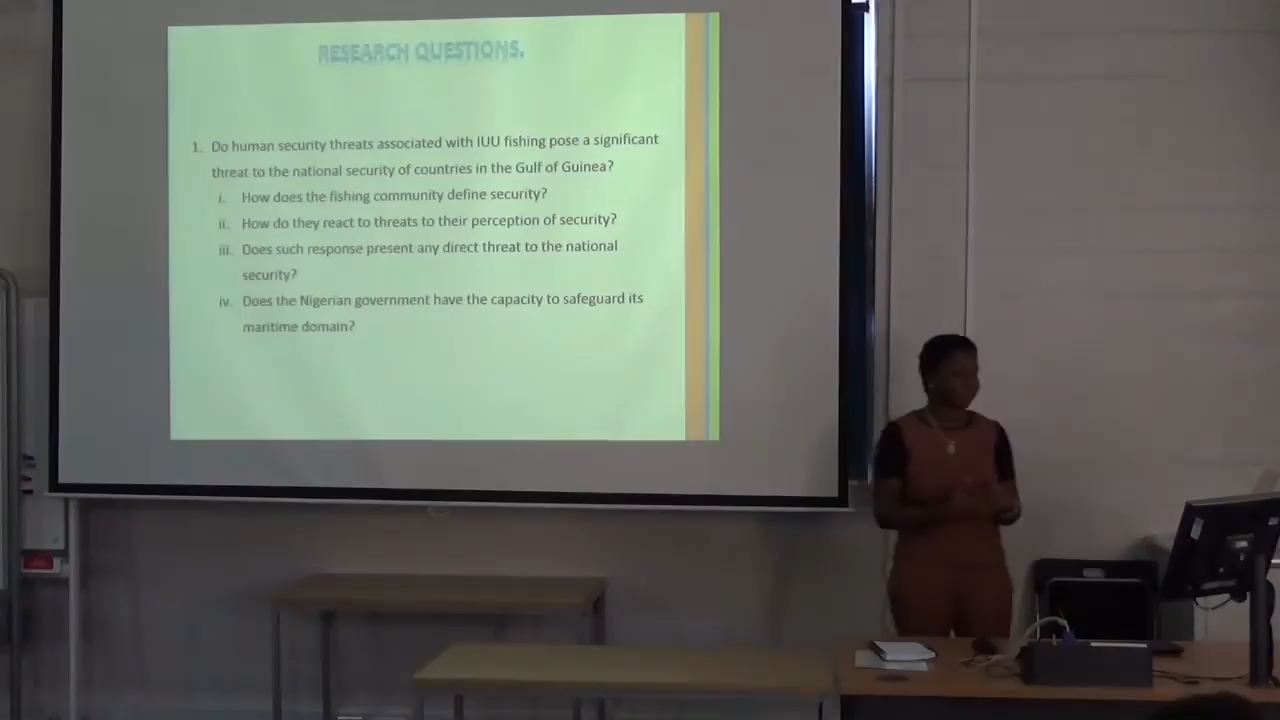 RESEARCH QUESTIONS.
1. Do human security threats associated with IUU fishing pose a significant
threat to the national security of countries in the Gulf of Guinea?
i. How does the fishing community define security?
ii. How do they react to threats to their perception of security?
iii. Does such response present any direct threat to the national
security?
iv. Does the Nigerian government have the capacity to safeguard its
maritime domain?